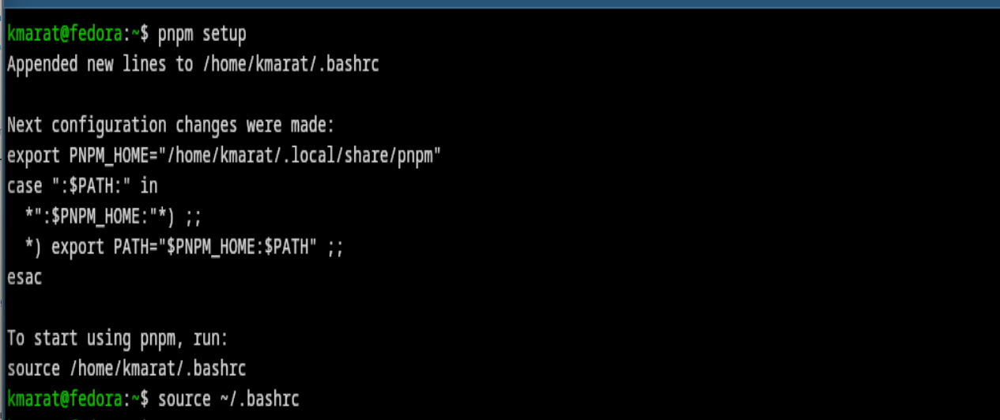 kmarat@fedora:~$ pnpm setup
Appended new lines to /home/kmarat/.bashrc

Next configuration changes were made:
export PNPM_HOME="/home/kmarat/.local/share/pnpm"
case ":$PATH:" in
  *":$PNPM_HOME:"*) ;;
  *) export PATH="$PNPM_HOME:$PATH" ;;
esac

To start using pnpm, run:
source /home/kmarat/.bashrc
kmarat@fedora:~$ source ~/.bashrc